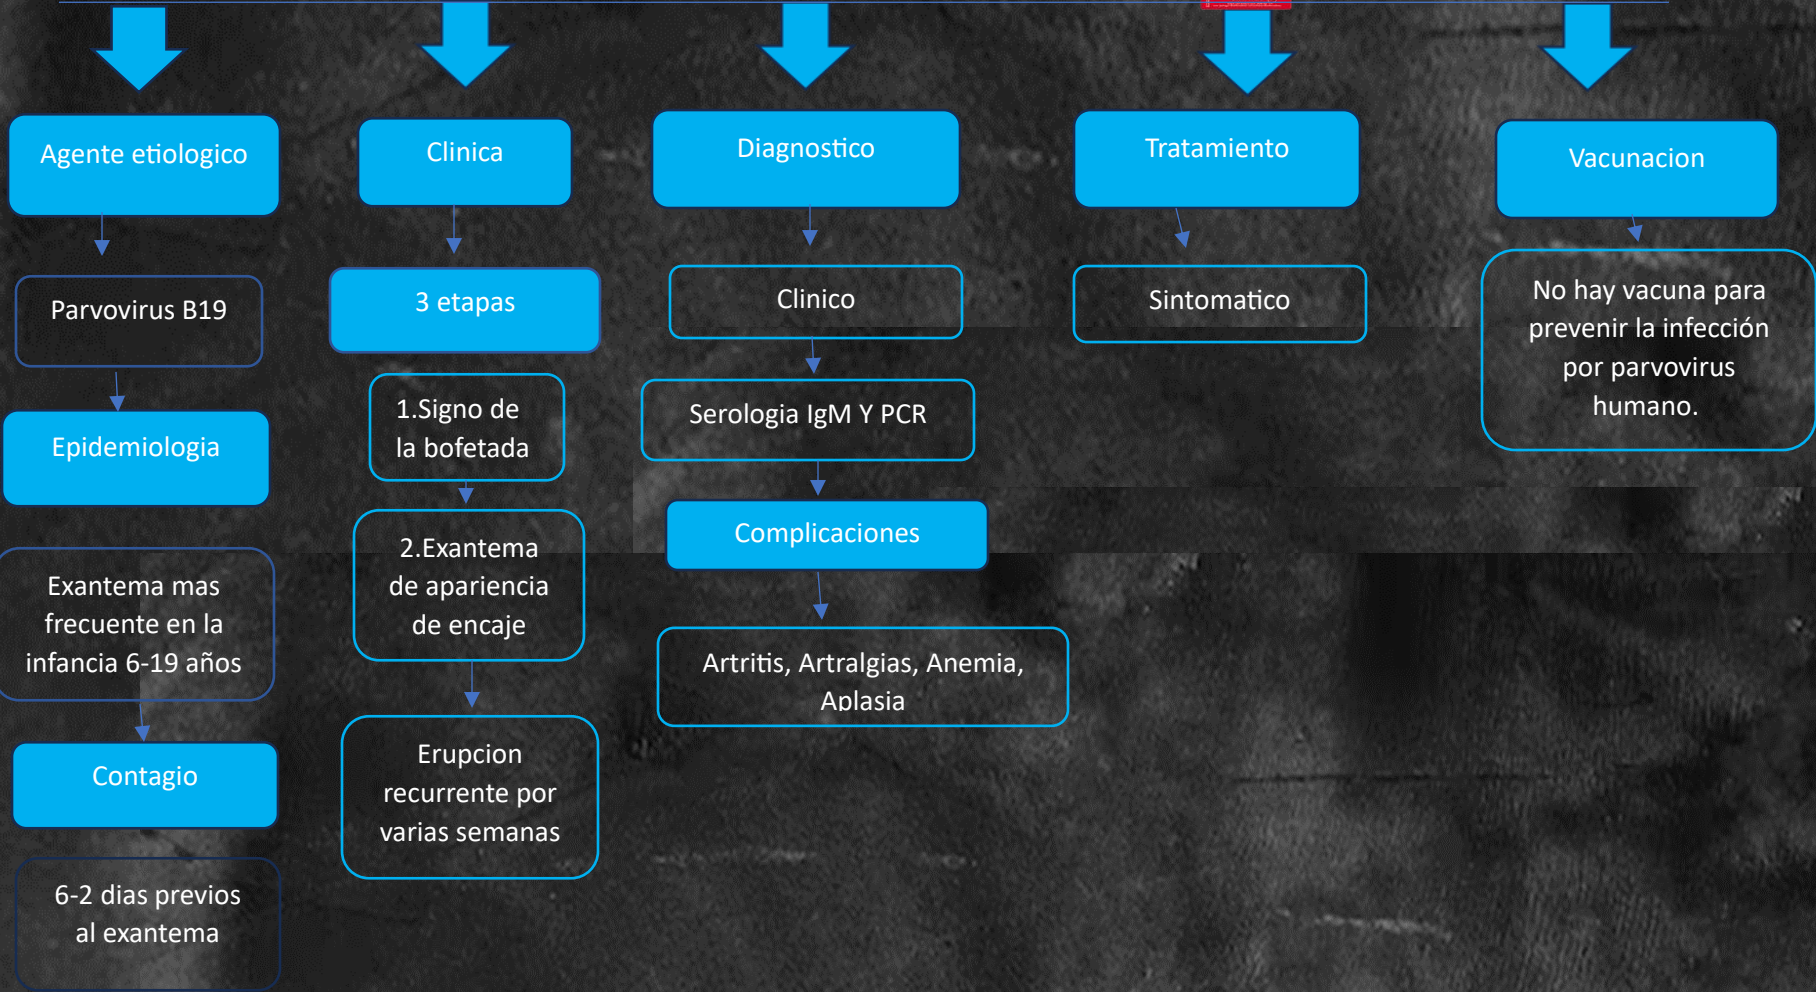 Agente etiologico
Parvovirus B19
Epidemiologia
Exantema mas
frecuente en la
infancia 6-19 años
Contagio
6-2 dias previos
al exantema
Clinica
3 etapas
1.Signo de
la bofetada
2.Exantema
de apariencia
de encaje
Erupcion
recurrente por
varias semanas
Diagnostico
Clinico
Serologia IgM Y PCR
Complicaciones
Artritis, Artralgias, Anemia,
Aplasia
Tratamiento
Sintomatico
Vacunacion
No hay vacuna para
prevenir la infección
por parvovirus
humano.